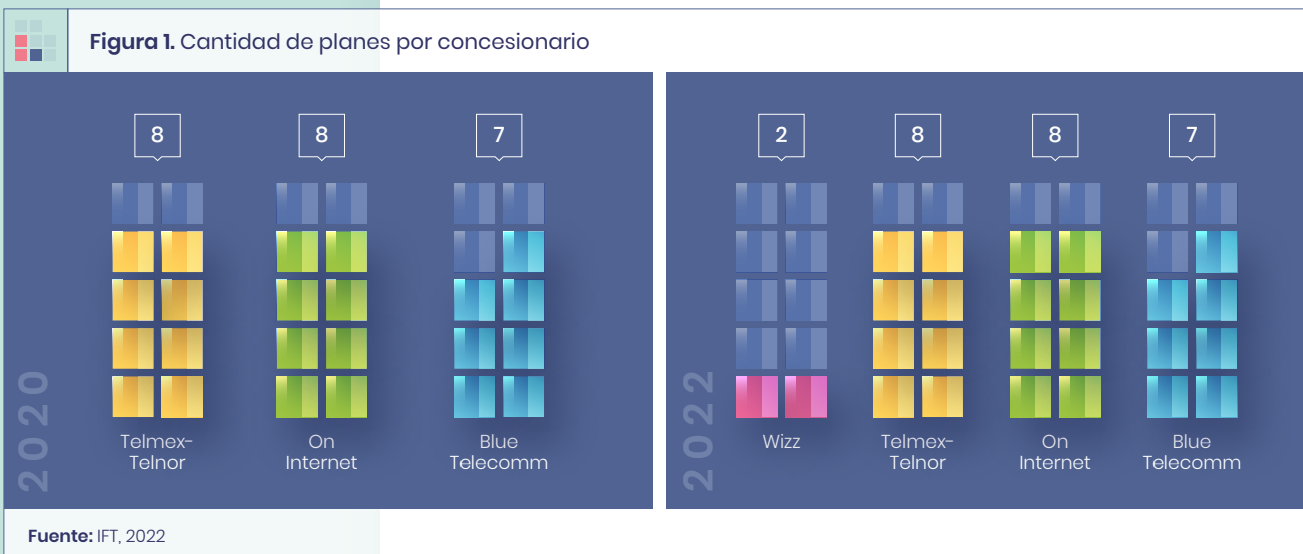 Figura 1. Cantidad de planes por concesionario
2020
8
8
7
Telmex-
Telnor
On
Internet
Blue
Telecomm
2022
2
8
8
7
Wizz
Telmex-
Telnor
On
Internet
Blue
Telecomm
Fuente: IFT, 2022